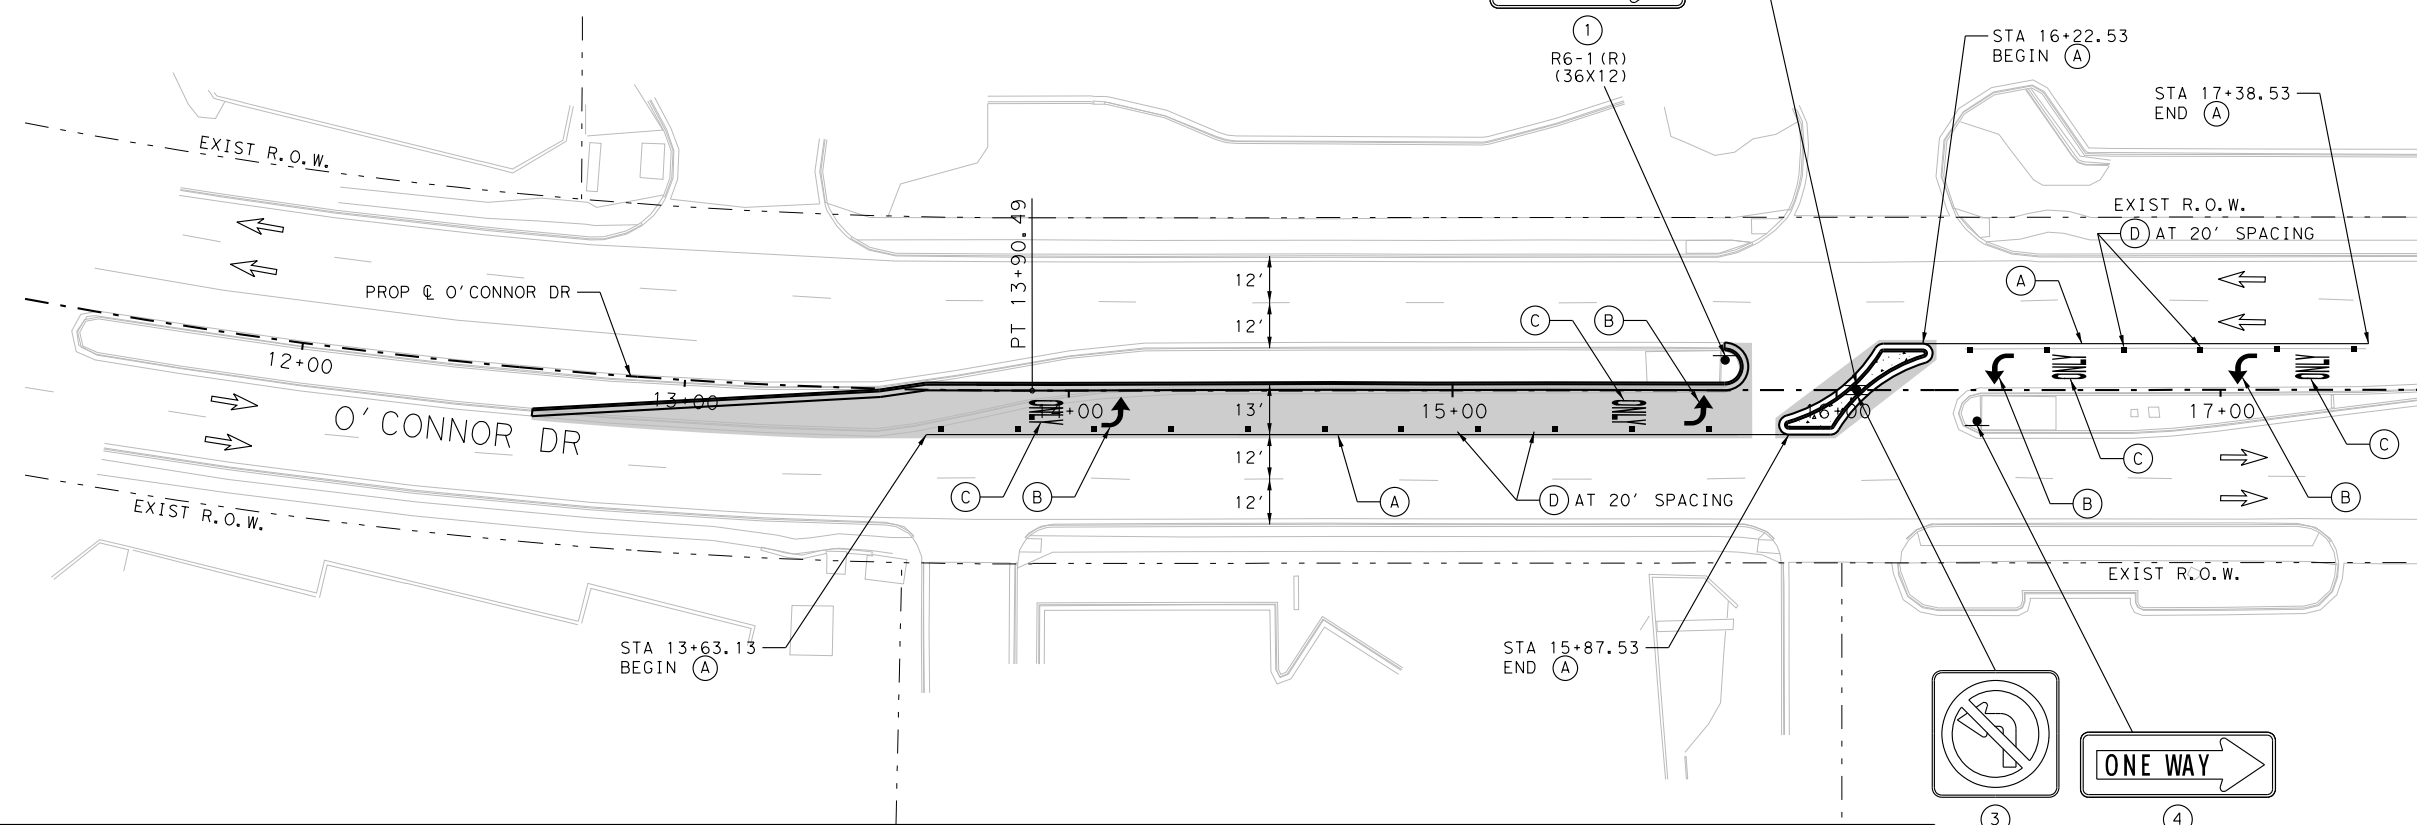 1
R6-1(R)
(36X12)
STA 16+22.53
BEGIN A
STA 17+38.53
END A
EXIST R.O.W.
EXIST R.O.W.
D AT 20' SPACING
PT 13+90.49
12'
A
PROP ℄ O'CONNOR DR
12'
C
B
12+00
13+00
14+00
15+00
16+00
17+00
ONLY
ONLY
ONLY
ONLY
O'CONNOR DR
13'
12'
C
B
A
D AT 20' SPACING
12'
C
B
B
C
EXIST R.O.W.
EXIST R.O.W.
STA 13+63.13
BEGIN A
STA 15+87.53
END A
ONE WAY
3
4